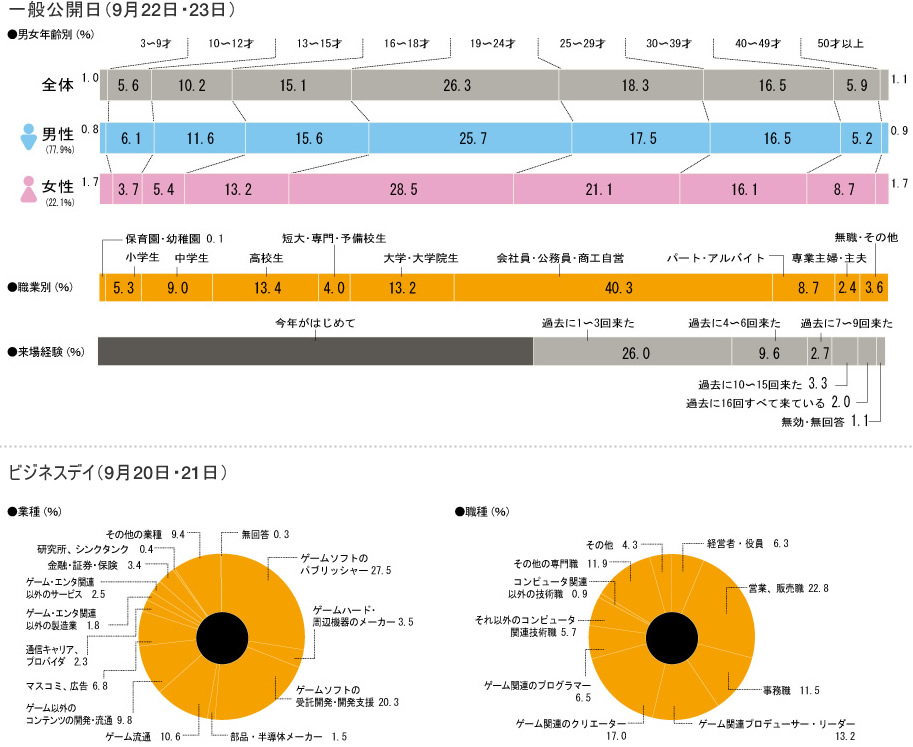 一般公開日(9月22日・23日)
●男女年齢別(%)
3〜9才 10〜12才 13〜15才 16〜18才 19〜24才 25〜29才 30〜39才 40〜49才 50才以上
全体 1.0 5.6 10.2 15.1 26.3 18.3 16.5 5.9 1.1
男性 (77.9%) 0.8 6.1 11.6 15.6 25.7 17.5 16.5 5.2 0.9
女性 (22.1%) 1.7 3.7 5.4 13.2 28.5 21.1 16.1 8.7 1.7
保育園・幼稚園 0.1 短大・専門・予備校生 無職・その他
小学生 中学生 高校生 大学・大学院生 会社員・公務員・商工自営 パート・アルバイト 専業主婦・主夫
●職業別(%) 5.3 9.0 13.4 4.0 13.2 40.3 8.7 2.4 3.6
今年がはじめて 過去に1〜3回来た 過去に4〜6回来た 過去に7〜9回来た
●来場経験(%) 26.0 9.6 2.7
過去に10〜15回来た 3.3
過去に16回すべて来ている 2.0
無効・無回答 1.1
ビジネスデイ(9月20日・21日)
●業種(%)
その他の業種 9.4
無回答 0.3
研究所、シンクタンク 0.4
金融・証券・保険 3.4
ゲームソフトの
パブリッシャー 27.5
ゲーム・エンタ関連
以外のサービス 2.5
ゲーム・エンタ関連
以外の製造業 1.8
ゲームハード・
周辺機器のメーカー 3.5
通信キャリア、
プロバイダ 2.3
マスコミ、広告 6.8
ゲームソフトの
受託開発・開発支援 20.3
ゲーム以外の
コンテンツの開発・流通 9.8
ゲーム流通 10.6
部品・半導体メーカー 1.5
●職種(%)
その他 4.3
経営者・役員 6.3
その他の専門職 11.9
コンピュータ関連
以外の技術職 0.9
営業、販売職 22.8
それ以外のコンピュータ
関連技術職 5.7
ゲーム関連のプログラマー
6.5
事務職 11.5
ゲーム関連のクリエーター
17.0
ゲーム関連プロデューサー・リーダー
13.2